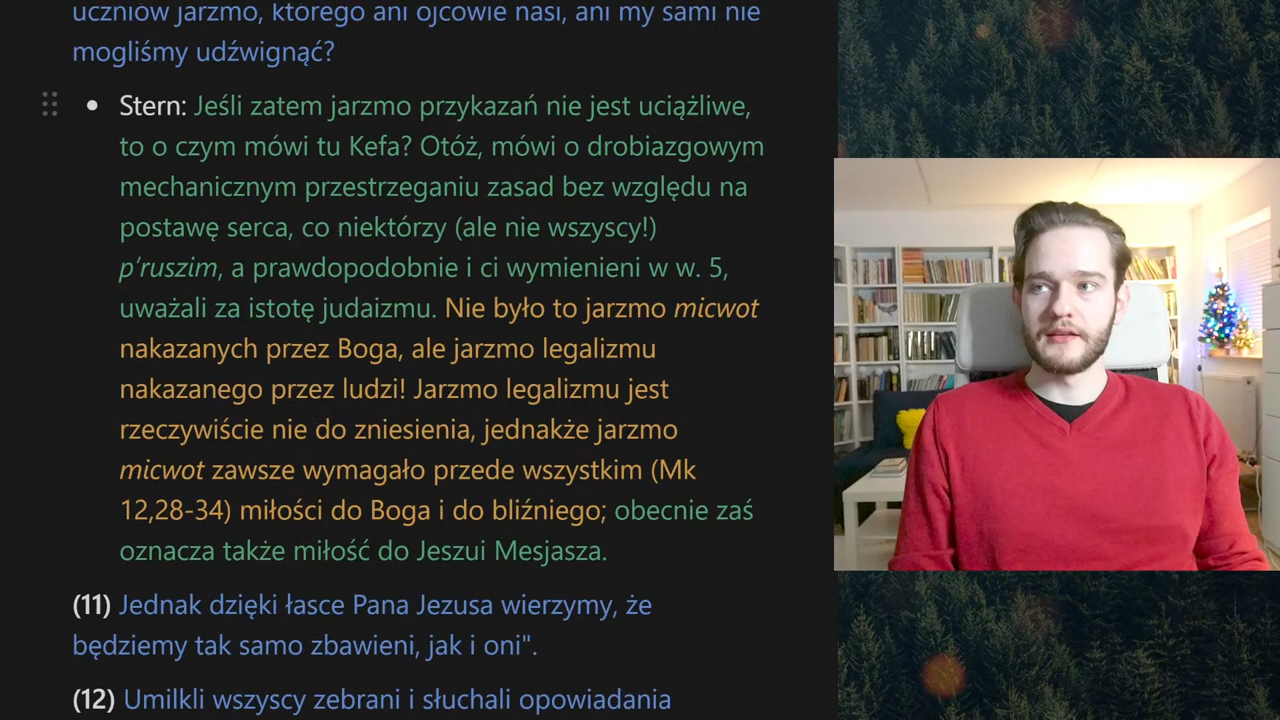 uczniów jarzmo, którego ani ojcowie nasi, ani my sami nie
mogliśmy udźwignąć?
• Stern: Jeśli zatem jarzmo przykazań nie jest uciążliwe,
to o czym mówi tu Kefa? Otóż, mówi o drobiazgowym
mechanicznym przestrzeganiu zasad bez względu na
postawę serca, co niektórzy (ale nie wszyscy!)
p'ruszim, a prawdopodobnie i ci wymienieni w w. 5,
uważali za istotę judaizmu. Nie było to jarzmo micwot
nakazanych przez Boga, ale jarzmo legalizmu
nakazanego przez ludzi! Jarzmo legalizmu jest
rzeczywiście nie do zniesienia, jednakże jarzmo
micwot zawsze wymagało przede wszystkim (Mk
12,28-34) miłości do Boga i do bliźniego; obecnie zaś
oznacza także miłość do Jeszui Mesjasza.
(11) Jednak dzięki łasce Pana Jezusa wierzymy, że
będziemy tak samo zbawieni, jak i oni".
(12) Umilkli wszyscy zebrani i słuchali opowiadania